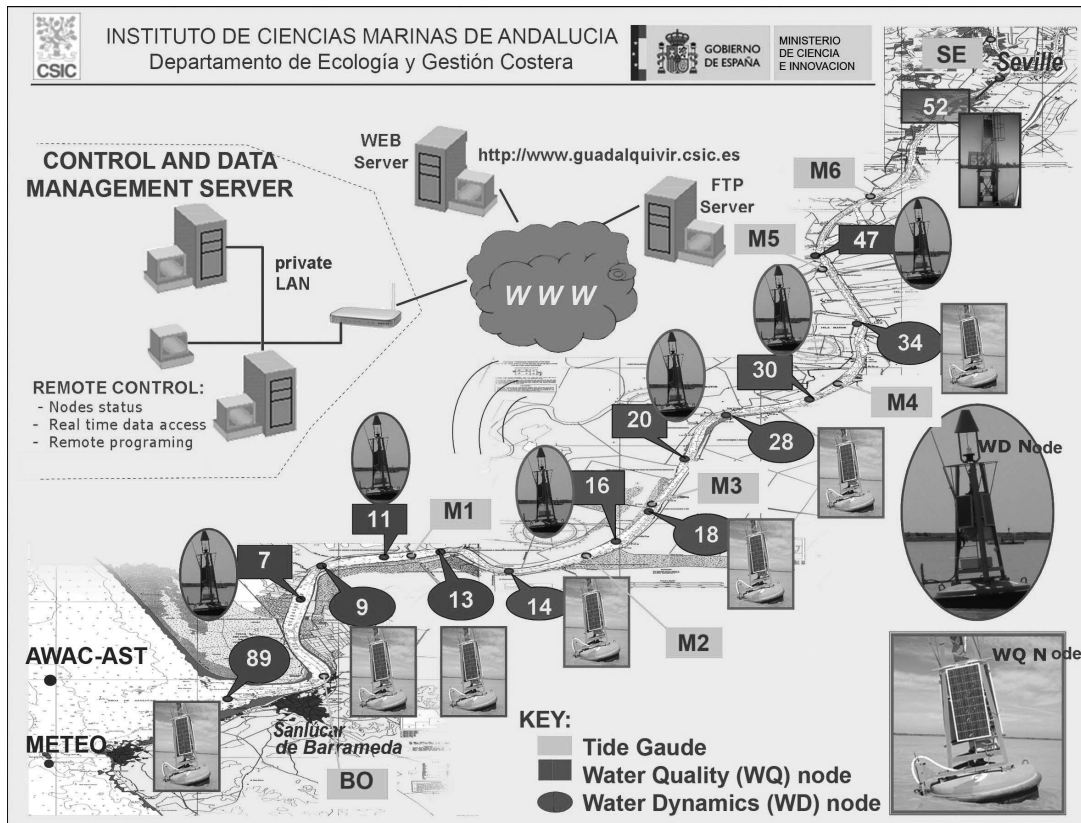 CSIC
INSTITUTO DE CIENCIAS MARINAS DE ANDALUCIA
Departamento de Ecología y Gestión Costera
GOBIERNO
DE ESPAÑA
MINISTERIO
DE CIENCIA
E INNOVACION
SE
Seville
52
CONTROL AND DATA
MANAGEMENT SERVER
WEB
Server
http://www.guadalquivir.csic.es
FTP
Server
M6
M5
47
private
LAN
WWW
34
30
M4
REMOTE CONTROL:
- Nodes status
- Real time data access
- Remote programing
20
28
WD Node
16
M3
11
M1
18
7
9
13
14
M2
AWAC-AST
89
WQ Node
METEO
Sanlúcar
de Barrameda
BO
KEY:
Tide Gaude
Water Quality (WQ) node
Water Dynamics (WD) node